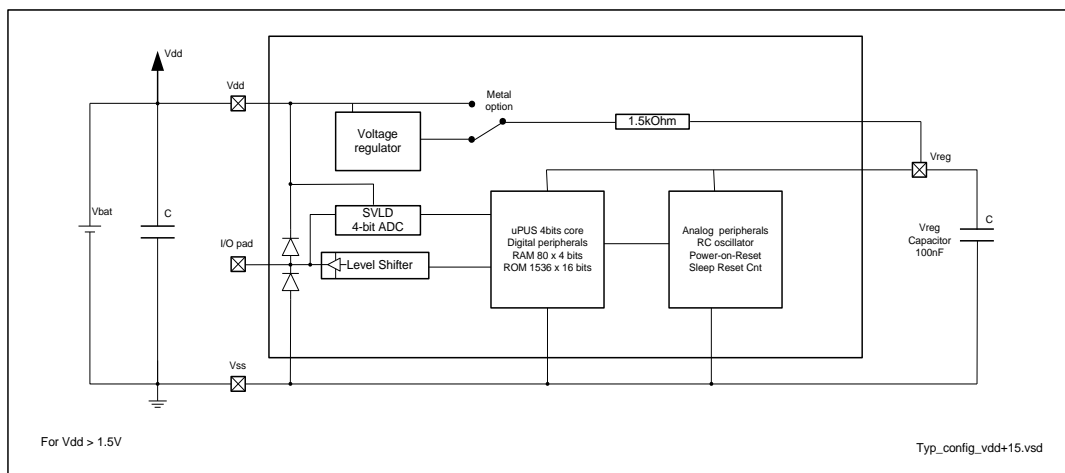 Vdd
Vdd
Metal
option
1.5kOhm
Voltage
regulator
Vreg
Vbat
C
SVLD
4-bit ADC
I/O pad
Level Shifter
uPUS 4bits core
Digital peripherals
RAM 80 x 4 bits
ROM 1536 x 16 bits
Analog peripherals
RC oscillator
Power-on-Reset
Sleep Reset Cnt
Vreg
Capacitor
100nF
C
Vss
For Vdd > 1.5V
Typ_config_vdd+15.vsd